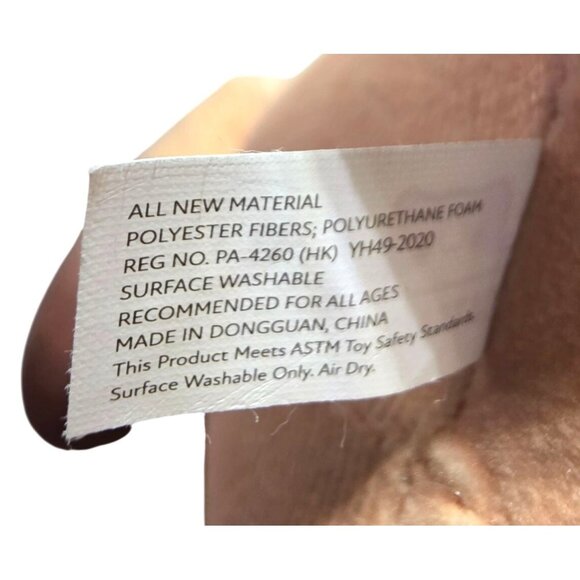 ALL NEW MATERIAL
POLYESTER FIBERS; POLYURETHANE FOAM
REG NO. PA-4260 (HK) YH49-2020
SURFACE WASHABLE
RECOMMENDED FOR ALL AGES
MADE IN DONGGUAN, CHINA
This Product Meets ASTM Toy Safety Standards.
Surface Washable Only. Air Dry.